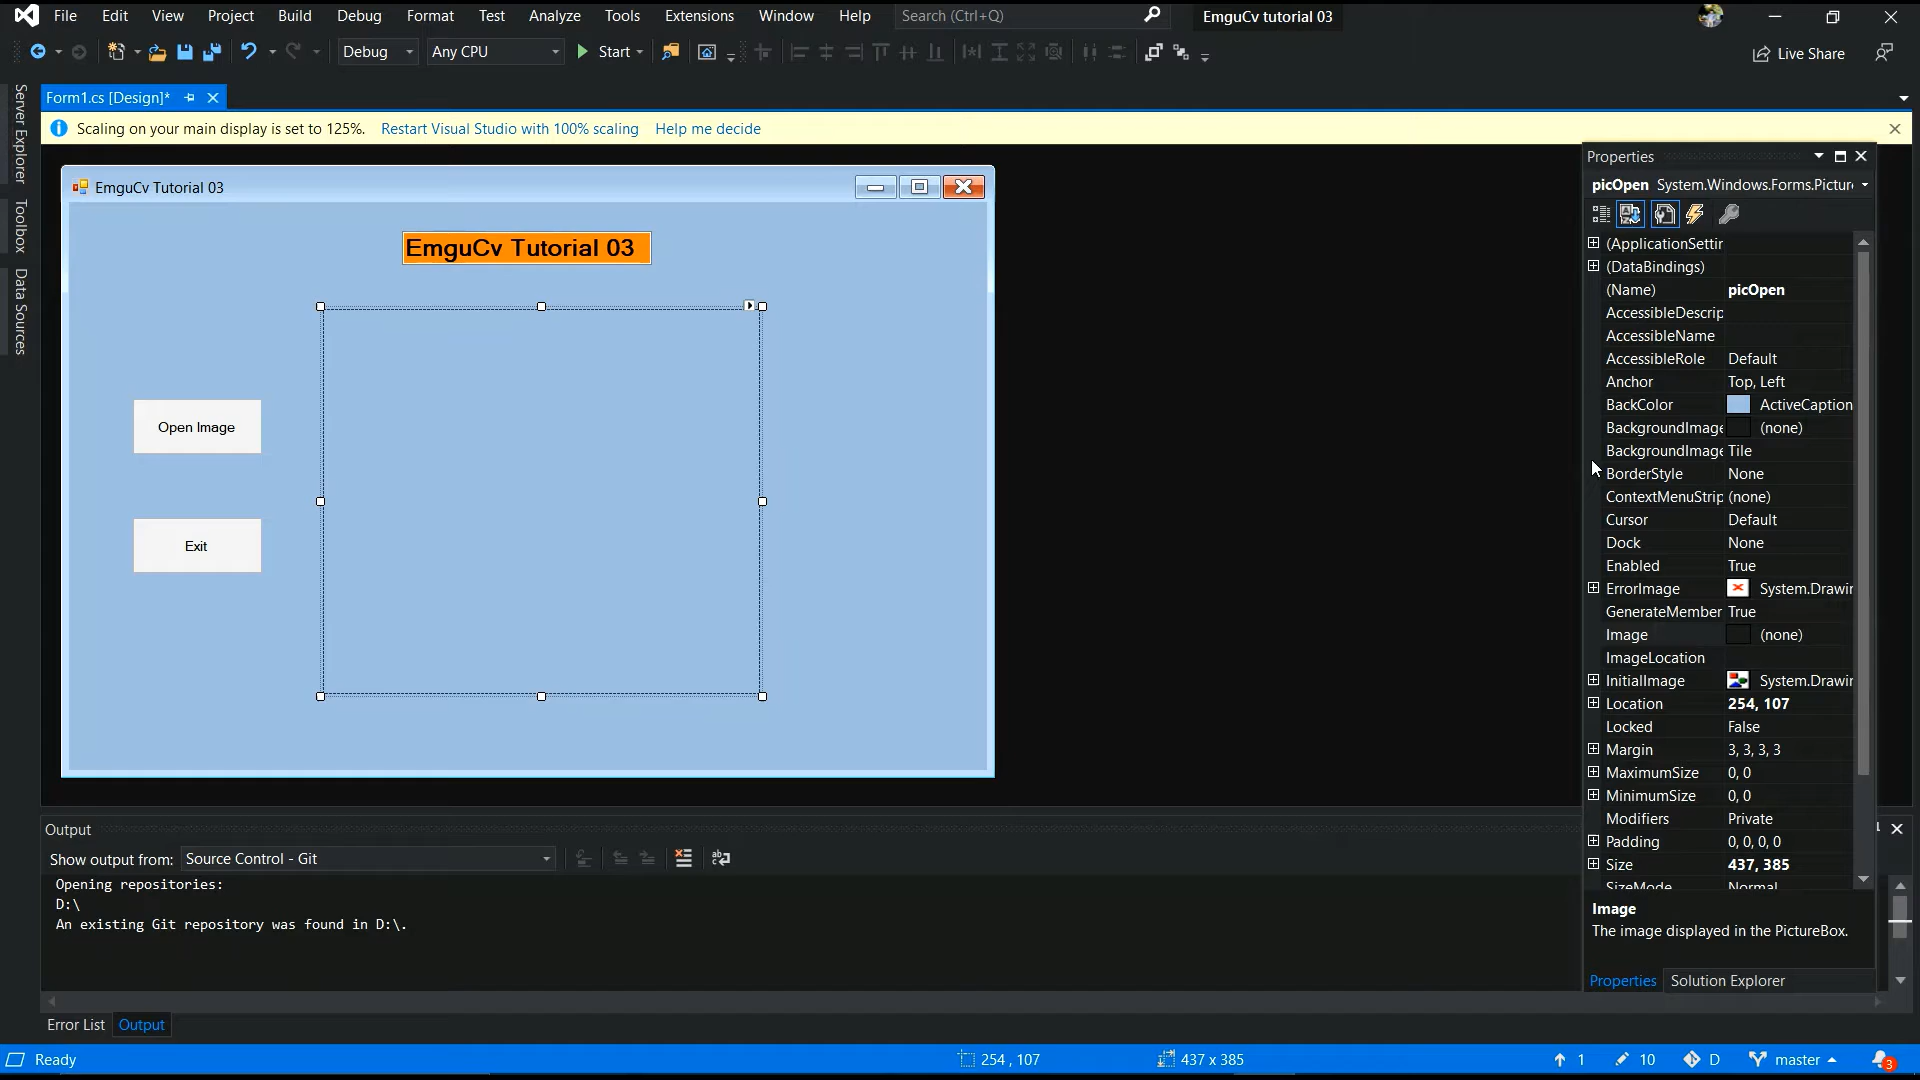 File Edit View Project Build Debug Format Test Analyze Tools Extensions Window Help Search (Ctrl+Q) EmguCv tutorial 03
Debug Any CPU Start Live Share
Form1.cs [Design]*
Scaling on your main display is set to 125%. Restart Visual Studio with 100% scaling Help me decide
Server Explorer
Toolbox
Data Sources
EmguCv Tutorial 03
EmguCv Tutorial 03
Open Image
Exit
Properties
picOpen System.Windows.Forms.Pictur
(ApplicationSettin
(DataBindings)
(Name) picOpen
AccessibleDescrip
AccessibleName
AccessibleRole Default
Anchor Top, Left
BackColor ActiveCaption
BackgroundImage (none)
BackgroundImage Tile
BorderStyle None
ContextMenuStrip (none)
Cursor Default
Dock None
Enabled True
ErrorImage System.Drawin
GenerateMember True
Image (none)
ImageLocation
InitialImage System.Drawin
Location 254, 107
Locked False
Margin 3, 3, 3, 3
MaximumSize 0, 0
MinimumSize 0, 0
Modifiers Private
Padding 0, 0, 0, 0
Size 437, 385
SizeMode Normal
Image
The image displayed in the PictureBox.
Properties Solution Explorer
Output
Show output from: Source Control - Git
Opening repositories:
D:\
An existing Git repository was found in D:\.
Error List Output
Ready 254 , 107 437 x 385 1 10 D master 3